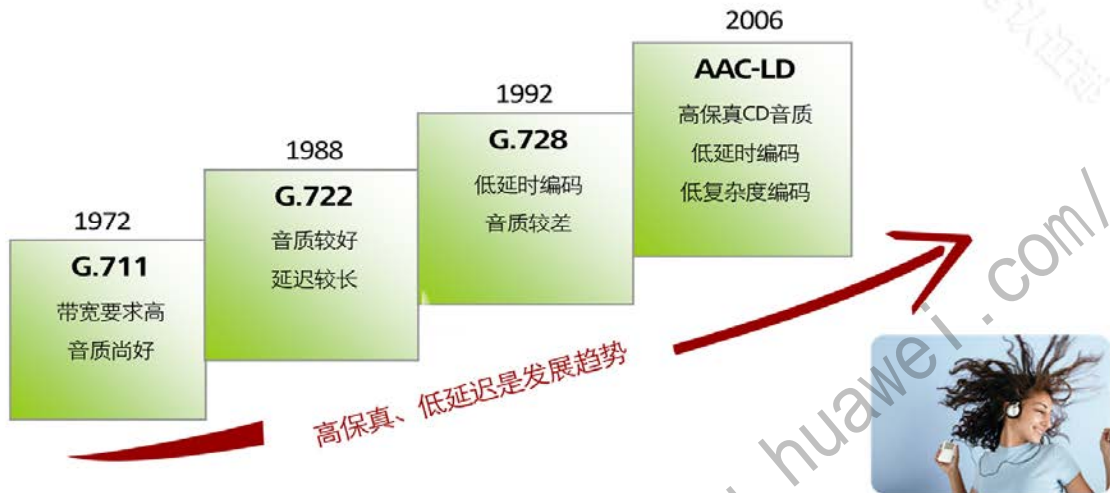 1972
G.711
带宽要求高
音质尚好
1988
G.722
音质较好
延迟较长
1992
G.728
低延时编码
音质较差
2006
AAC-LD
高保真CD音质
低延时编码
低复杂度编码
高保真、低延迟是发展趋势
huawei.com/